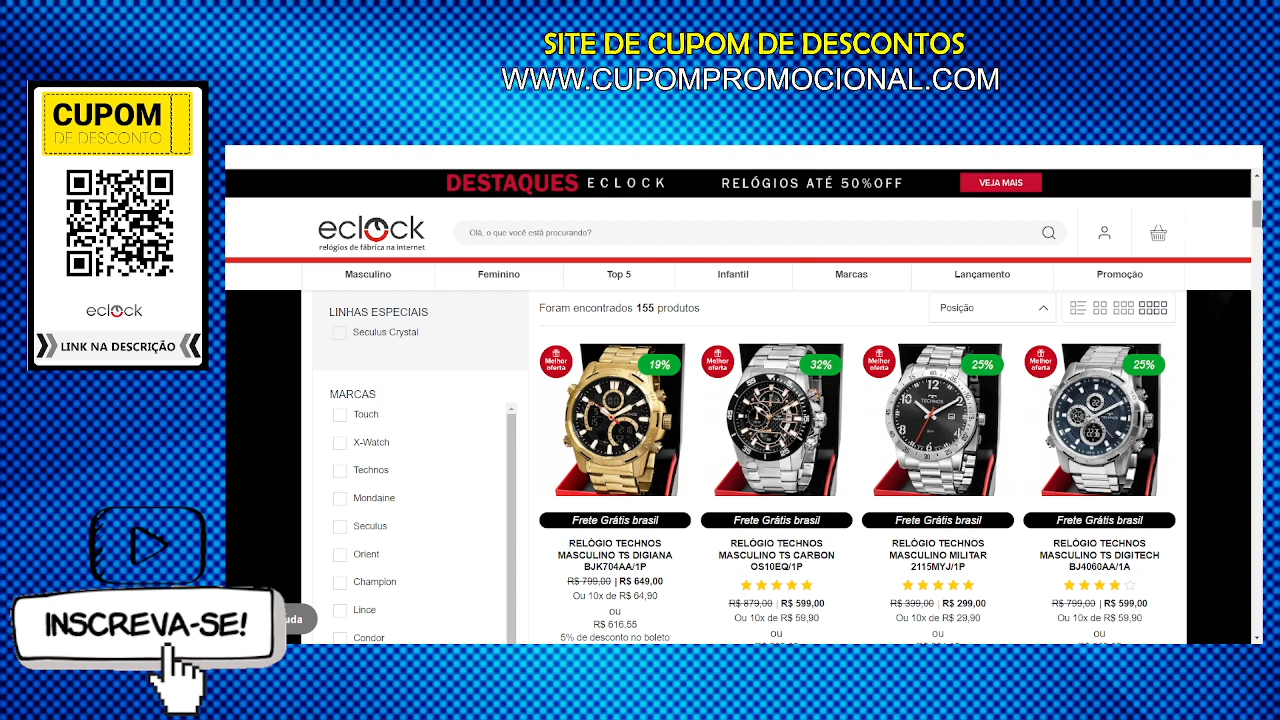 SITE DE CUPOM DE DESCONTOS
WWW.CUPOMPROMOCIONAL.COM
CUPOM
DE DESCONTO
eclock
LINK NA DESCRIÇÃO
INSCREVA-SE!
uda
DESTAQUES ECLOCK RELÓGIOS ATÉ 50%OFF VEJA MAIS
eclock
relógios de fábrica na internet
Olá, o que você está procurando?
Masculino Feminino Top 5 Infantil Marcas Lançamento Promoção
LINHAS ESPECIAIS
Seculus Crystal
MARCAS
Touch
X-Watch
Technos
Mondaine
Seculus
Orient
Champion
Lince
Condor
Foram encontrados 155 produtos
Posição
Melhor oferta 19%
Melhor oferta 32%
Melhor oferta 25%
TECHNOS
Melhor oferta 25%
Frete Grátis brasil
RELÓGIO TECHNOS
MASCULINO TS DIGIANA
BJK704AA/1P
R$ 799,00 | R$ 649,00
Ou 10x de R$ 64,90
ou
R$ 616,55
5% de desconto no boleto
Frete Grátis brasil
RELÓGIO TECHNOS
MASCULINO TS CARBON
OS10EQ/1P
R$ 879,00 | R$ 599,00
Ou 10x de R$ 59,90
ou
Frete Grátis brasil
RELÓGIO TECHNOS
MASCULINO MILITAR
2115MYJ/1P
R$ 399,00 | R$ 299,00
Ou 10x de R$ 29,90
ou
Frete Grátis brasil
RELÓGIO TECHNOS
MASCULINO TS DIGITECH
BJ4060AA/1A
R$ 799,00 | R$ 599,00
Ou 10x de R$ 59,90
ou